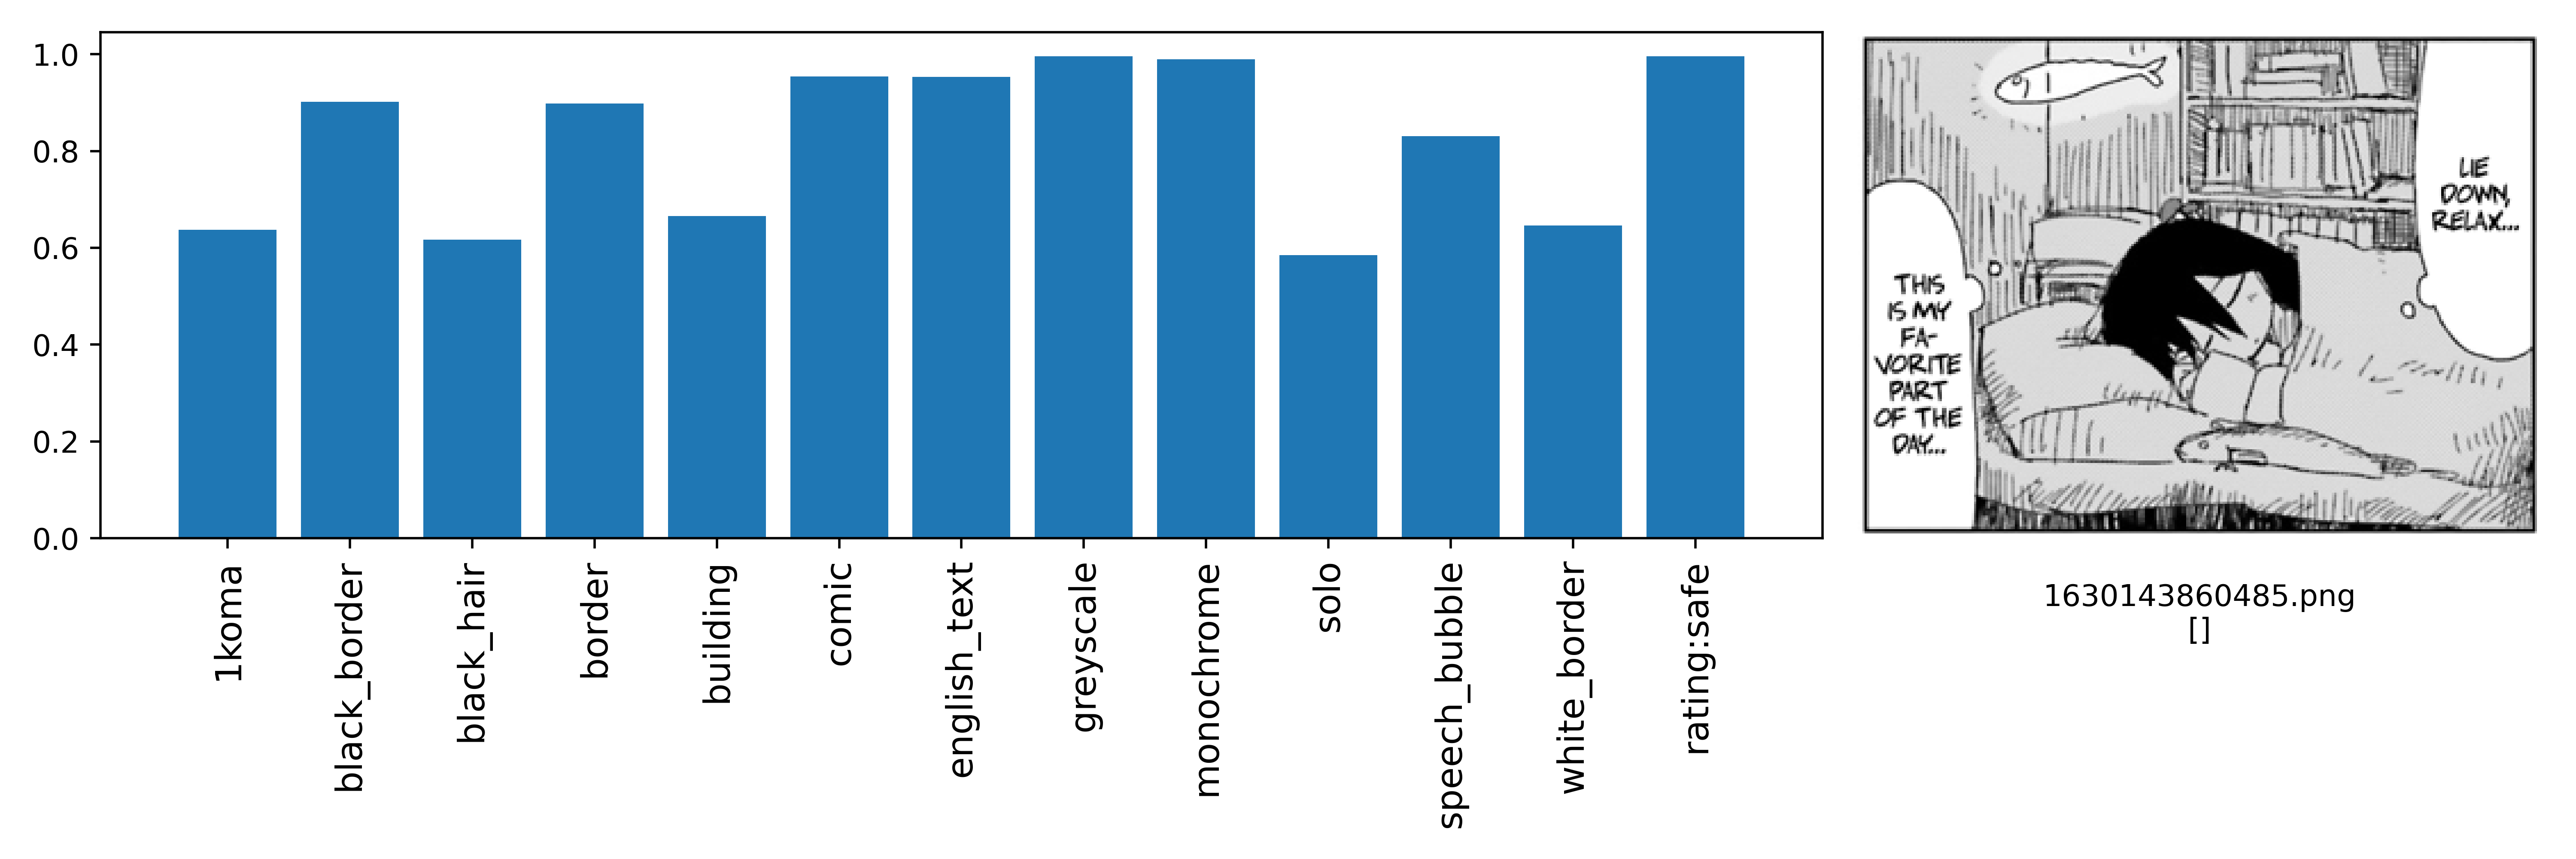 1.0
0.8
0.6
0.4
0.2
0.0
1koma
black_border
black_hair
border
building
comic
english_text
greyscale
monochrome
solo
speech_bubble
white_border
rating:safe
LIE
DOWN,
RELAX...
THIS
IS MY
FA-
VORITE
PART
OF THE
DAY...
1630143860485.png
[]